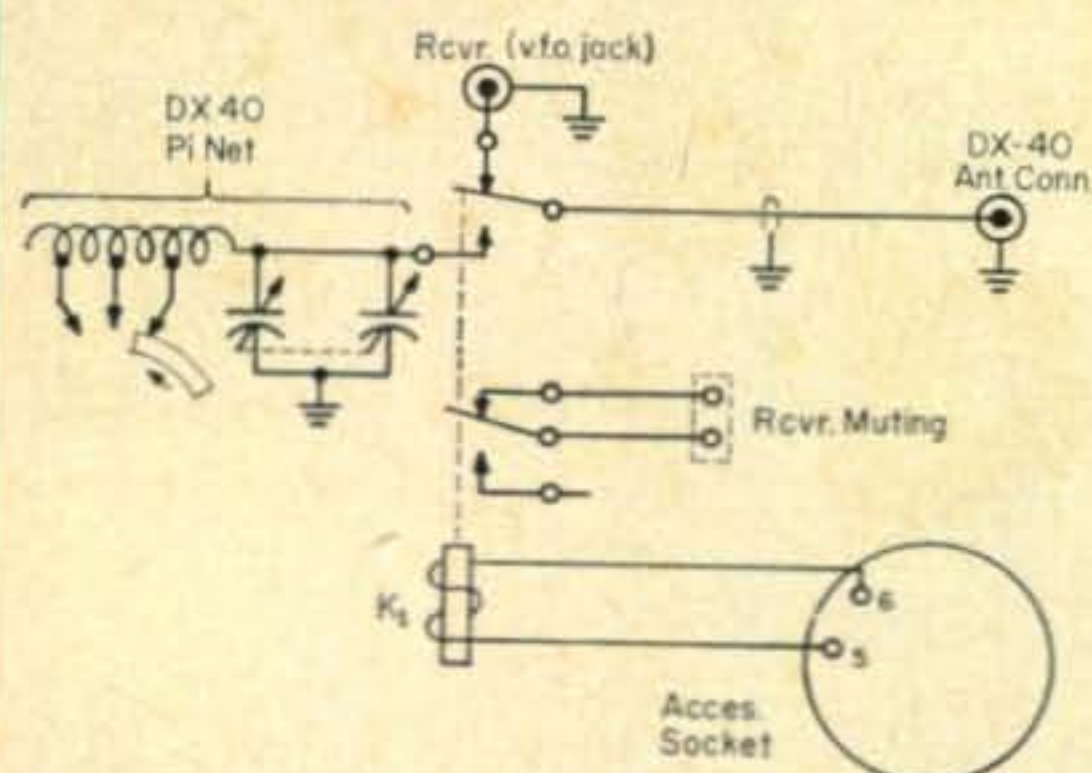 Rcvr. (v.f.o jack)
DX 40
Pi Net
DX-40
Ant. Conn
Rcvr. Muting
K₁
6
5
Acces.
Socket